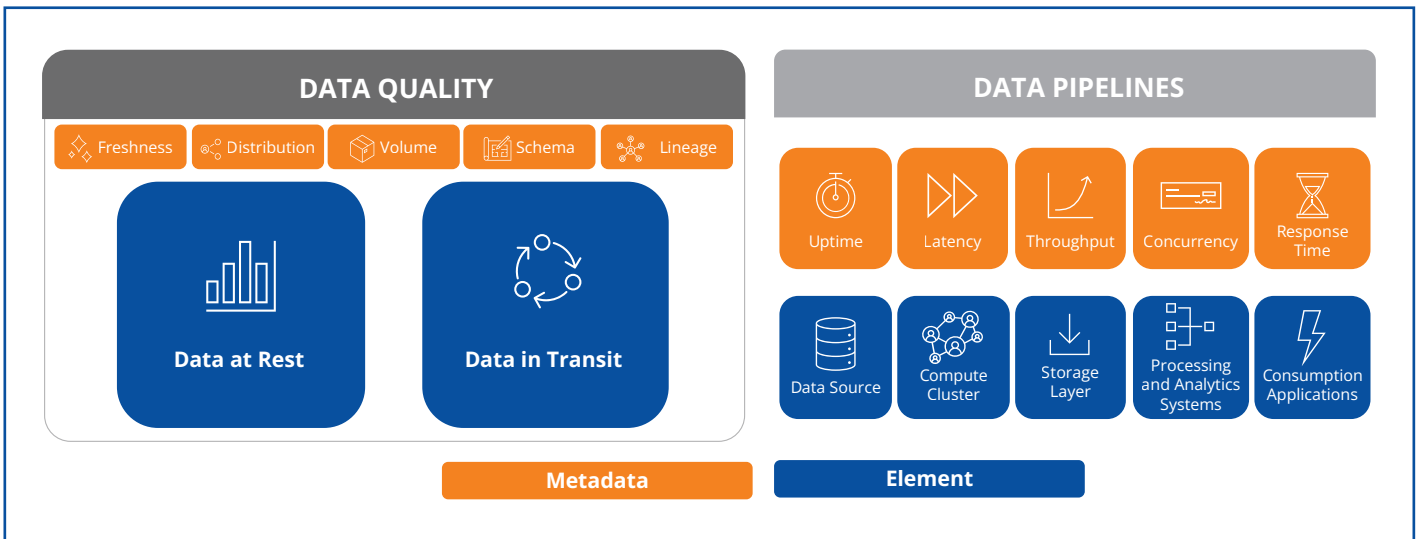 DATA QUALITY
Freshness
Distribution
Volume
Schema
Lineage
Data at Rest
Data in Transit
DATA PIPELINES
Uptime
Latency
Throughput
Concurrency
Response
Time
Data Source
Compute
Cluster
Storage
Layer
Processing
and Analytics
Systems
Consumption
Applications
Metadata
Element